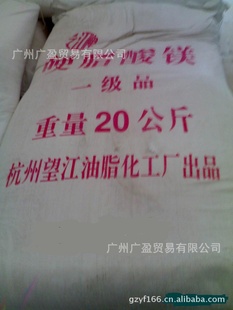 广州广盈贸易有限公司
硬脂酸镁
一级品
重量20公斤
杭州望江油脂化工厂出品
广州广盈贸易有限公司
gzyf166.cn.alibaba.com